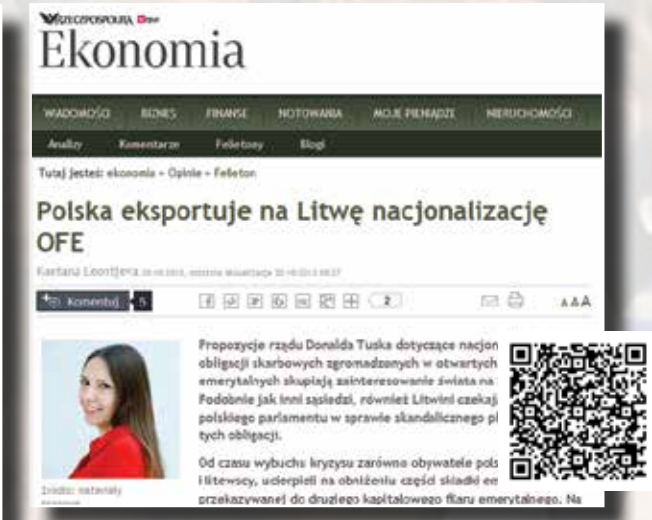 RZECZPOSPOLITA
Ekonomia
WIADOMOŚCI BIZNES FINANSE NOTOWANIA MOJE PIENIĄDZE NIERUCHOMOŚCI
Analizy Komentarze Felietony Blogi
Tutaj jesteś: ekonomia » Opinie » Felieton
Polska eksportuje na Litwę nacjonalizację
OFE
Kaetana Leontjeva
Komentuj 5 2 A A A
Propozycje rządu Donalda Tuska dotyczące nacjon
obligacji skarbowych zgromadzonych w otwartych
emerytalnych skupiają zainteresowanie świata na
Podobnie jak inni sąsiedzi, również Litwini czekaj
polskiego parlamentu w sprawie skandalicznego pl
tych obligacji.
Od czasu wybuchu kryzysu zarówno obywatele pols
i litewscy, ucierpieli na obniżeniu części składki em
przekazywanej do drugiego kapitałowego filaru emerytalnego. Na